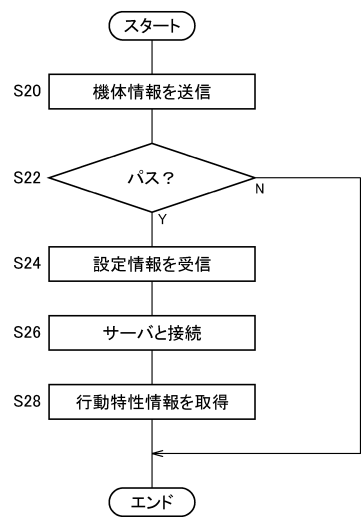 スタート
S20 機体情報を送信
S22 パス？ N
Y
S24 設定情報を受信
S26 サーバと接続
S28 行動特性情報を取得
エンド